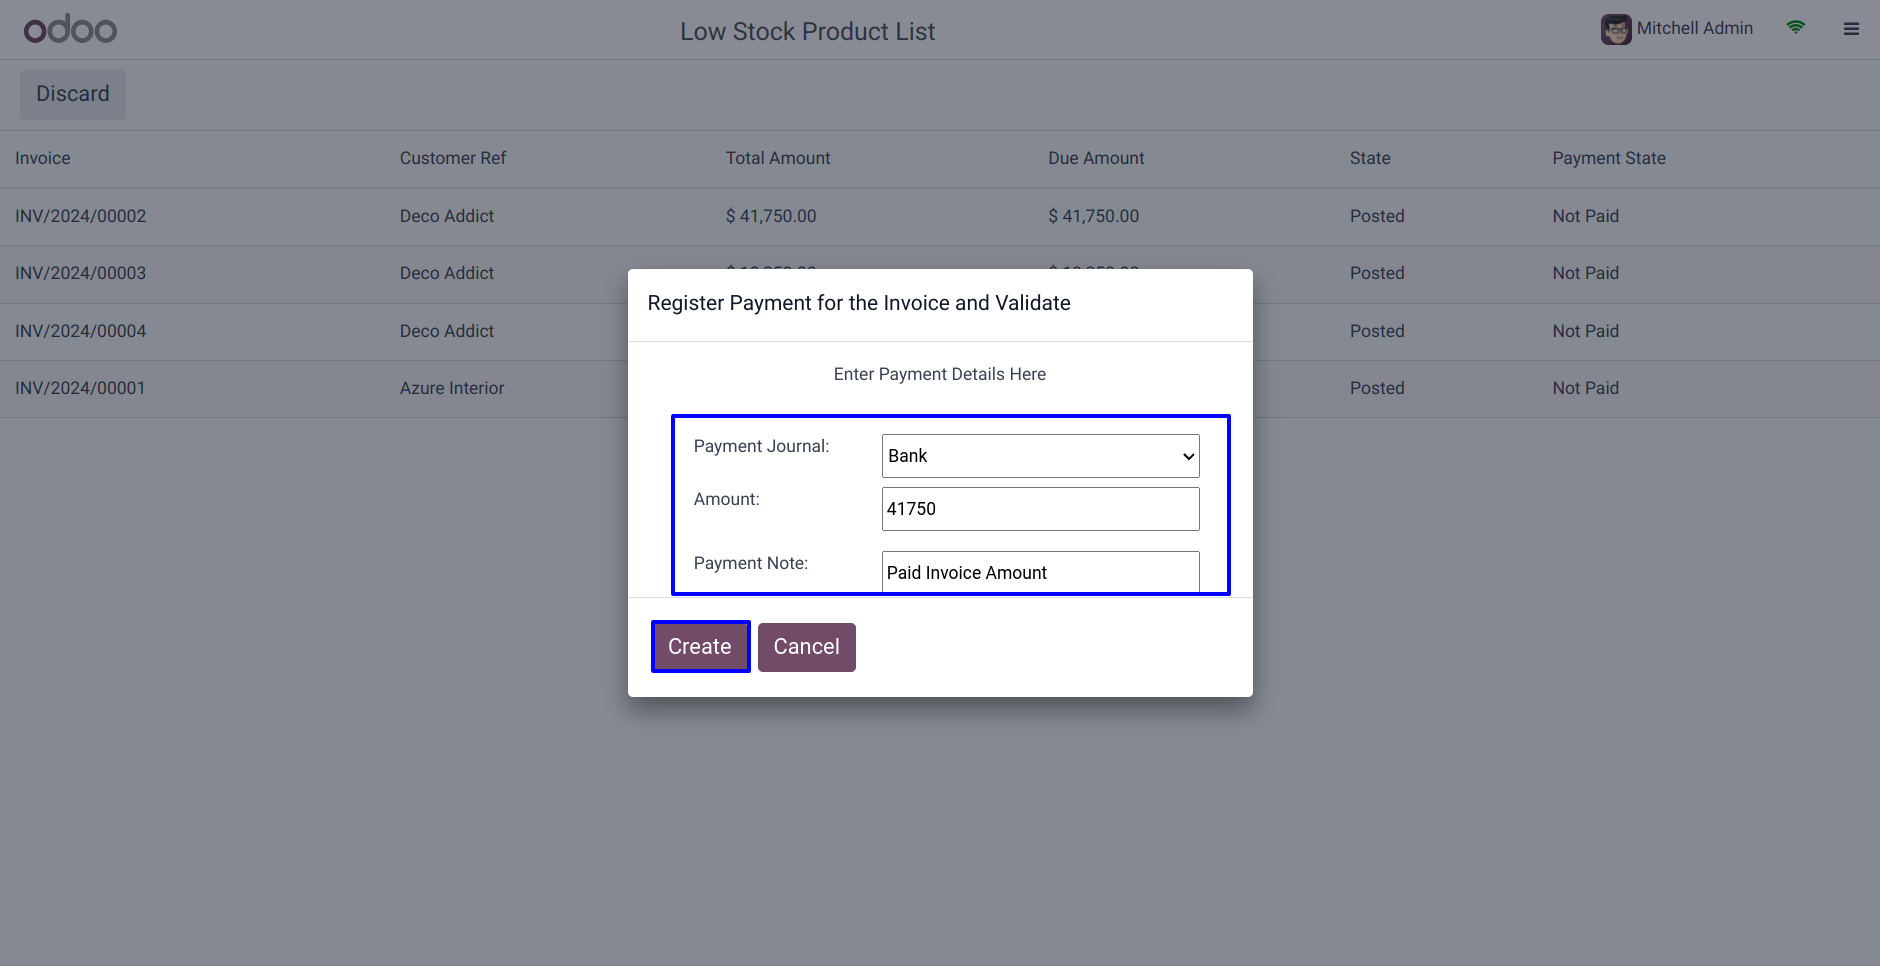 odoo Low Stock Product List Mitchell Admin
Discard
Invoice Customer Ref Total Amount Due Amount State Payment State
INV/2024/00002 Deco Addict $ 41,750.00 $ 41,750.00 Posted Not Paid
INV/2024/00003 Deco Addict Posted Not Paid
INV/2024/00004 Deco Addict Posted Not Paid
INV/2024/00001 Azure Interior Posted Not Paid
Register Payment for the Invoice and Validate
Enter Payment Details Here
Payment Journal: Bank
Amount: 41750
Payment Note: Paid Invoice Amount
Create Cancel